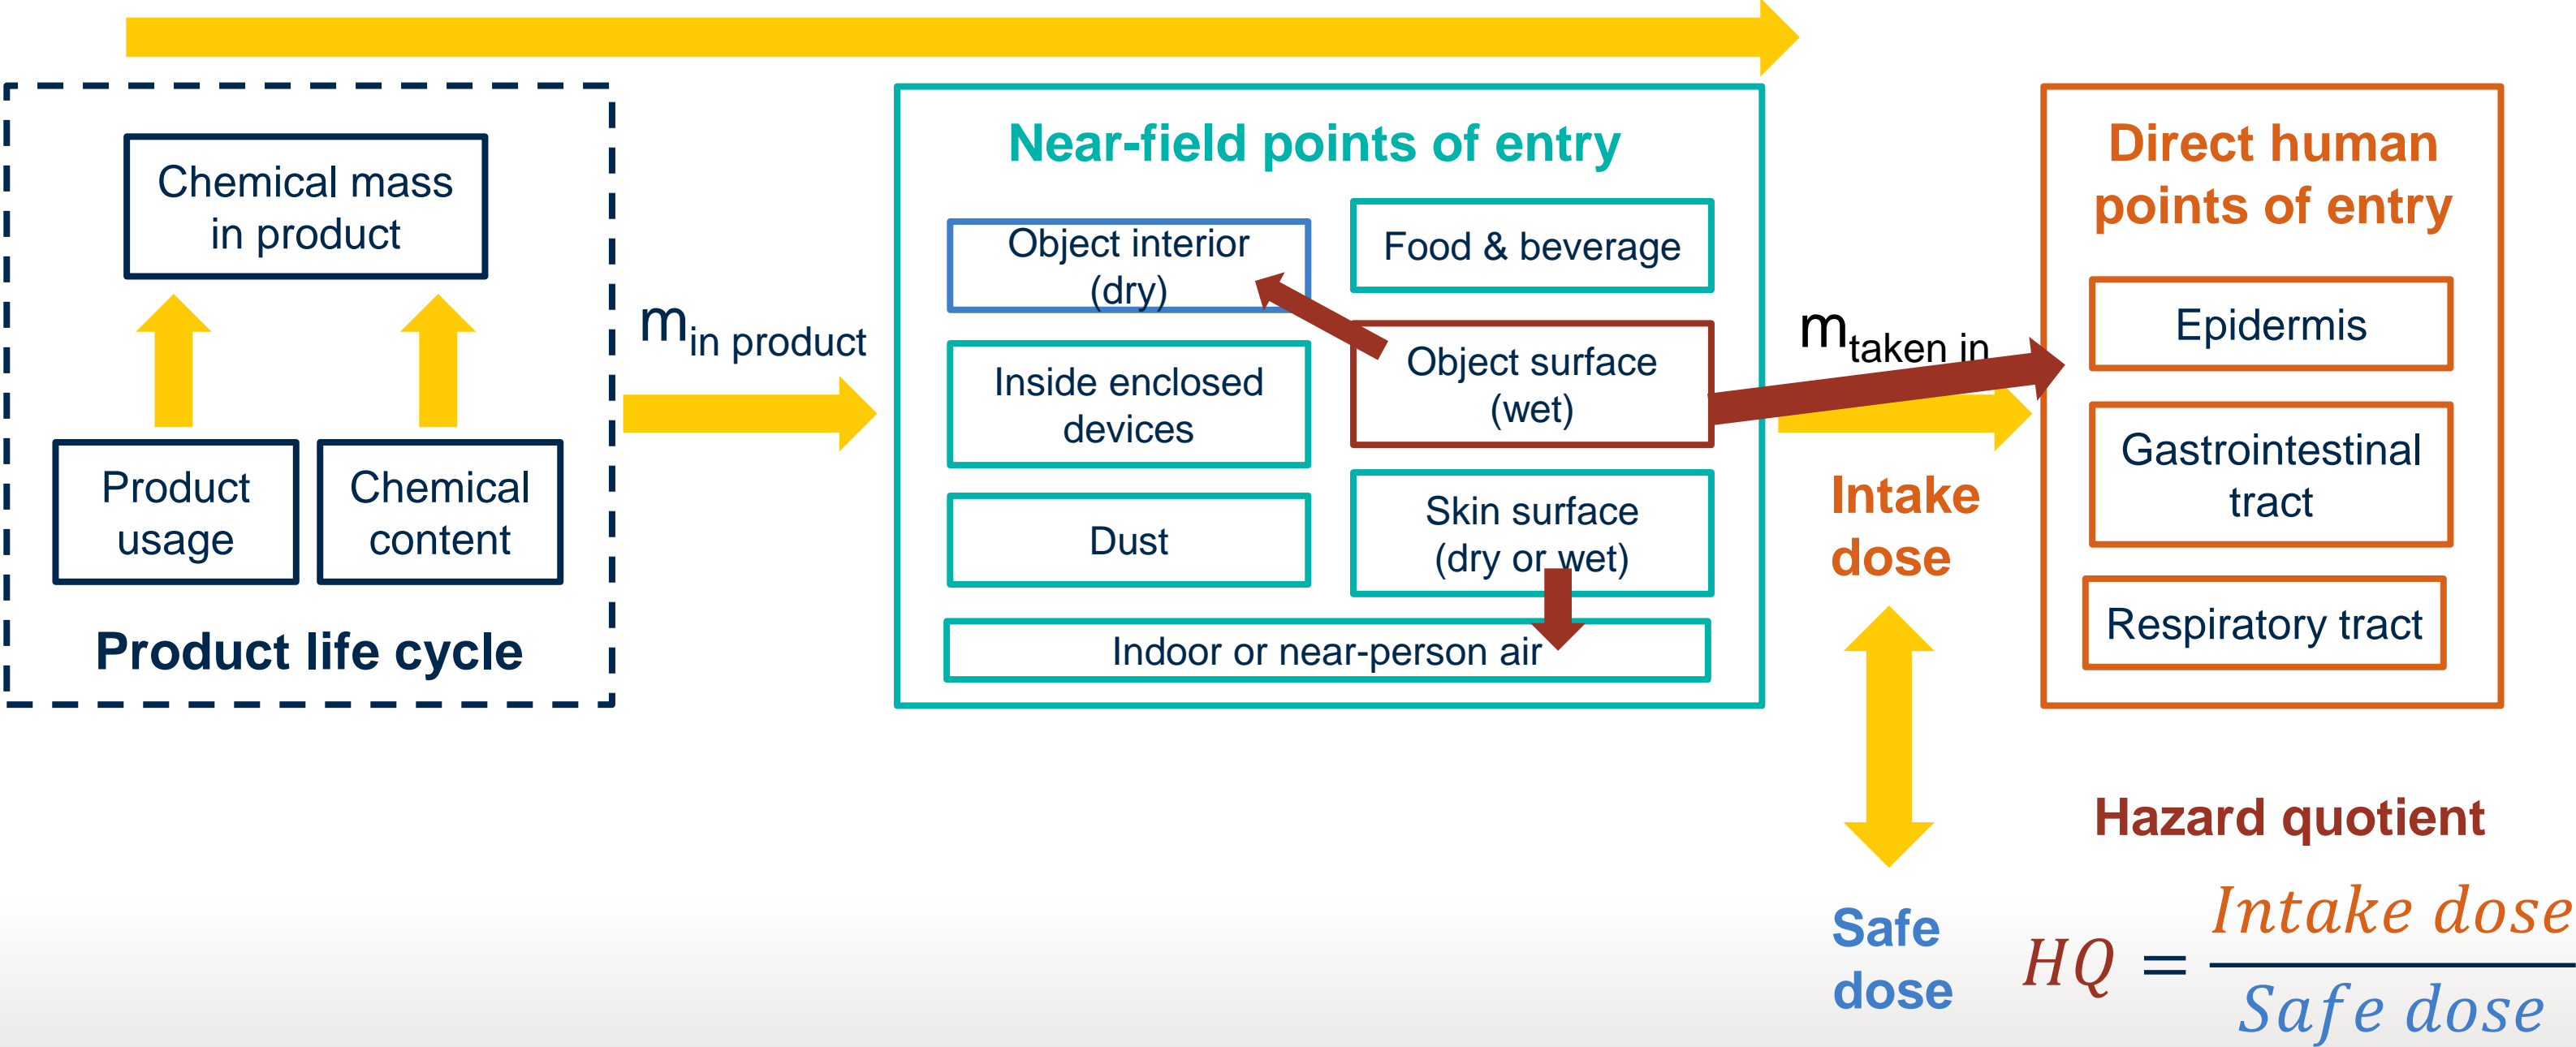 Chemical mass
in product
Product
usage
Chemical
content
Product life cycle
m_in product
Near-field points of entry
Object interior
(dry)
Food & beverage
Inside enclosed
devices
Object surface
(wet)
Dust
Skin surface
(dry or wet)
Indoor or near-person air
m_taken in
Intake
dose
Safe
dose
Direct human
points of entry
Epidermis
Gastrointestinal
tract
Respiratory tract
Hazard quotient
HQ = Intake dose / Safe dose